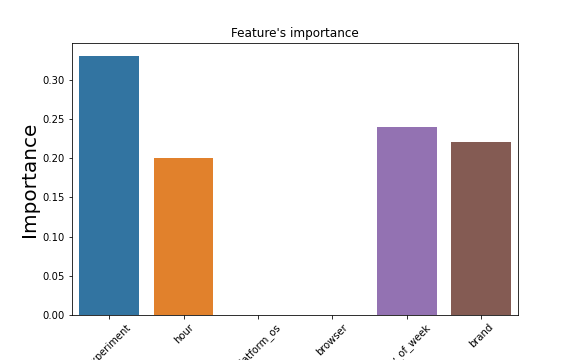 Feature's importance
Importance
0.30
0.25
0.20
0.15
0.10
0.05
0.00
xperiment
hour
latform_os
browser
_of_week
brand